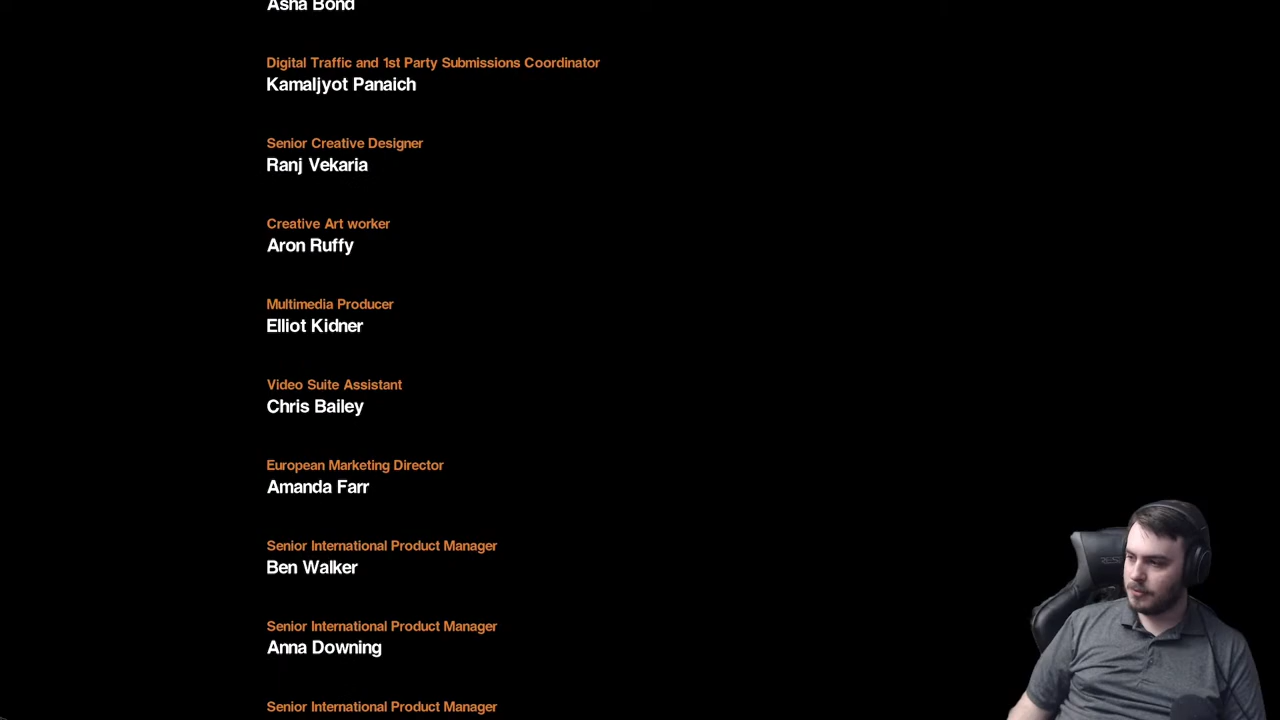 Asha Bond
Digital Traffic and 1st Party Submissions Coordinator
Kamaljyot Panaich
Senior Creative Designer
Ranj Vekaria
Creative Art worker
Aron Ruffy
Multimedia Producer
Elliot Kidner
Video Suite Assistant
Chris Bailey
European Marketing Director
Amanda Farr
Senior International Product Manager
Ben Walker
Senior International Product Manager
Anna Downing
Senior International Product Manager